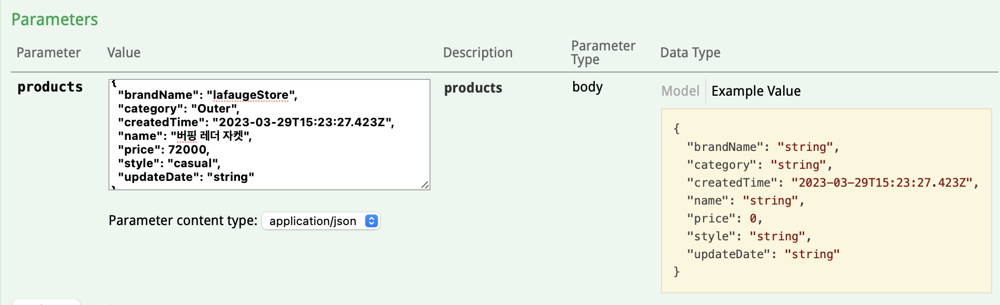 Parameters
Parameter Value Description Parameter Type Data Type
products
{
"brandName": "lafaugeStore",
"category": "Outer",
"createdTime": "2023-03-29T15:23:27.423Z",
"name": "버핑 레더 자켓",
"price": 72000,
"style": "casual",
"updateDate": "string"
}
Parameter content type: application/json
products
body
Model Example Value
{
"brandName": "string",
"category": "string",
"createdTime": "2023-03-29T15:23:27.423Z",
"name": "string",
"price": 0,
"style": "string",
"updateDate": "string"
}